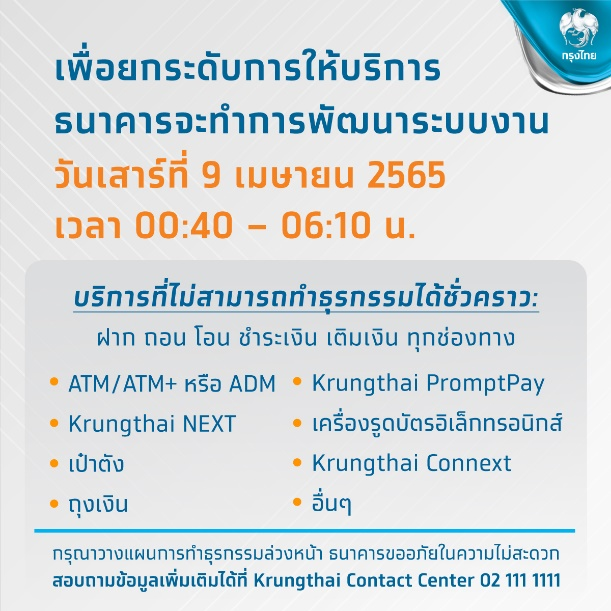 กรุงไทย
เพื่อยกระดับการให้บริการ
ธนาคารจะทำการพัฒนาระบบงาน
วันเสาร์ที่ 9 เมษายน 2565
เวลา 00:40 – 06:10 น.
บริการที่ไม่สามารถทำธุรกรรมได้ชั่วคราว:
ฝาก ถอน โอน ชำระเงิน เติมเงิน ทุกช่องทาง
• ATM/ATM+ หรือ ADM
• Krungthai NEXT
• เป๋าตัง
• ถุงเงิน
• Krungthai PromptPay
• เครื่องรูดบัตรอิเล็กทรอนิกส์
• Krungthai Connext
• อื่นๆ
กรุณาวางแผนการทำธุรกรรมล่วงหน้า ธนาคารขออภัยในความไม่สะดวก
สอบถามข้อมูลเพิ่มเติมได้ที่ Krungthai Contact Center 02 111 1111